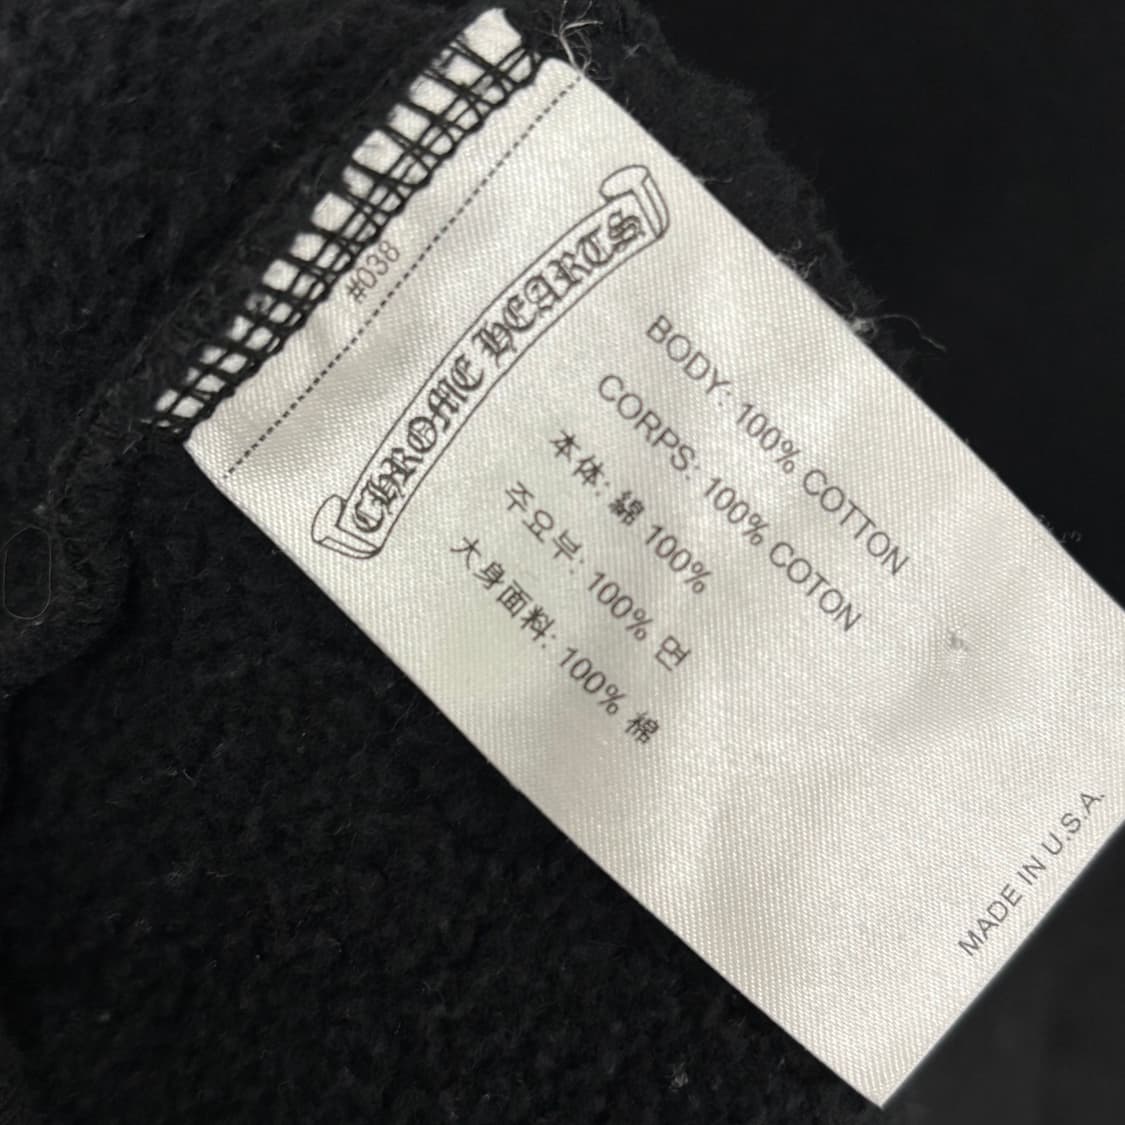 #038
CHROME HEARTS
BODY: 100% COTTON
CORPS: 100% COTON
本体: 綿 100%
주요부: 100% 면
大身面料: 100% 棉
MADE IN U.S.A.